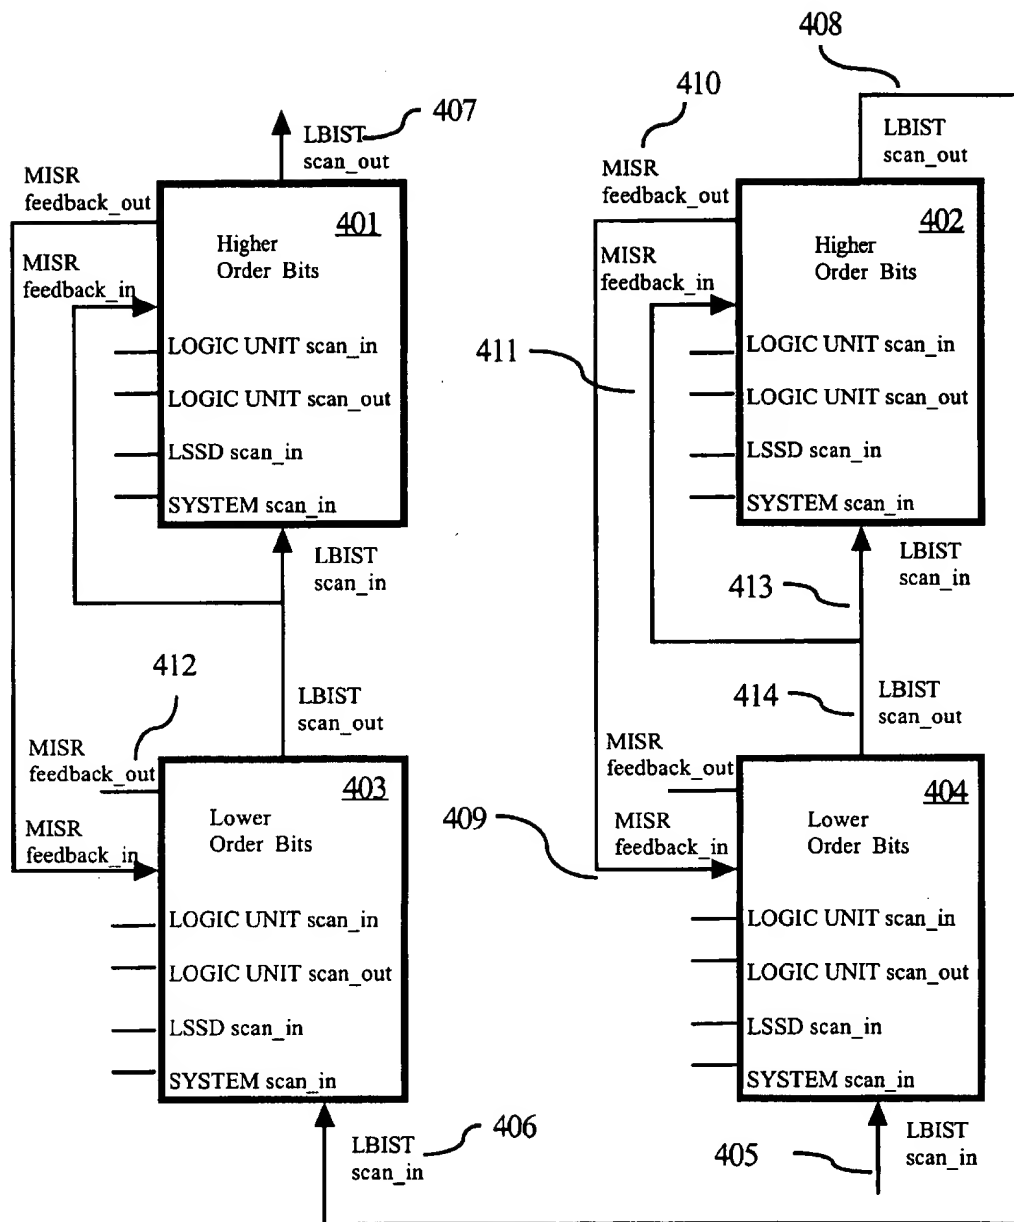 408
410
407
LBIST
scan_out
LBIST
scan_out
MISR
feedback_out
401
Higher
Order Bits
MISR
feedback_in
LOGIC UNIT scan_in
LOGIC UNIT scan_out
LSSD scan_in
SYSTEM scan_in
MISR
feedback_out
402
Higher
Order Bits
MISR
feedback_in
411
LOGIC UNIT scan_in
LOGIC UNIT scan_out
LSSD scan_in
SYSTEM scan_in
LBIST
scan_in
LBIST
scan_in
413
412
LBIST
scan_out
414
LBIST
scan_out
MISR
feedback_out
403
Lower
Order Bits
MISR
feedback_in
LOGIC UNIT scan_in
LOGIC UNIT scan_out
LSSD scan_in
SYSTEM scan_in
409
MISR
feedback_out
404
Lower
Order Bits
MISR
feedback_in
LOGIC UNIT scan_in
LOGIC UNIT scan_out
LSSD scan_in
SYSTEM scan_in
406
LBIST
scan_in
405
LBIST
scan_in